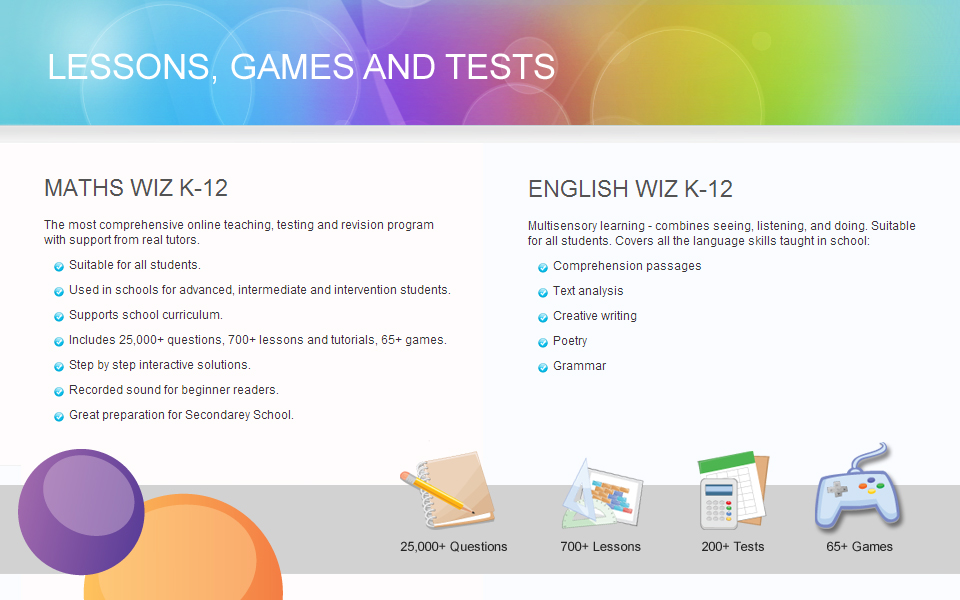 LESSONS, GAMES AND TESTS
MATHS WIZ K-12
The most comprehensive online teaching, testing and revision program
with support from real tutors.
Suitable for all students.
Used in schools for advanced, intermediate and intervention students.
Supports school curriculum.
Includes 25,000+ questions, 700+ lessons and tutorials, 65+ games.
Step by step interactive solutions.
Recorded sound for beginner readers.
Great preparation for Secondarey School.
ENGLISH WIZ K-12
Multisensory learning - combines seeing, listening, and doing. Suitable
for all students. Covers all the language skills taught in school:
Comprehension passages
Text analysis
Creative writing
Poetry
Grammar
25,000+ Questions
700+ Lessons
200+ Tests
65+ Games